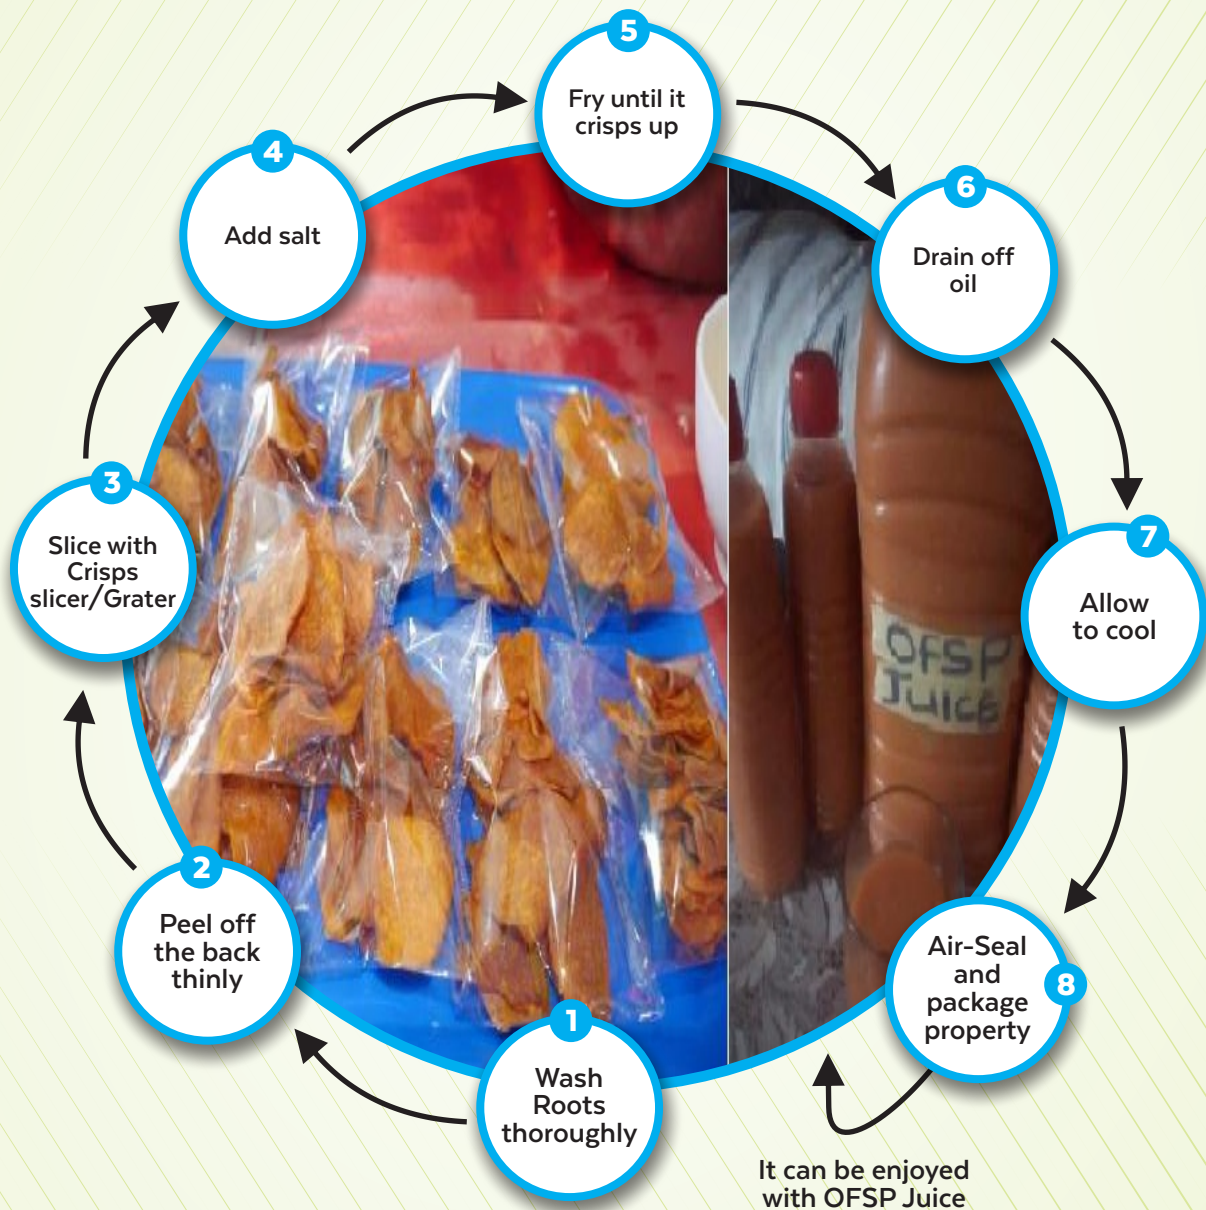 1
Wash
Roots
thoroughly
2
Peel off
the back
thinly
3
Slice with
Crisps
slicer/Grater
4
Add salt
5
Fry until it
crisps up
6
Drain off
oil
7
Allow
to cool
8
Air-Seal
and
package
property
It can be enjoyed
with OFSP Juice
OFSP
JUICE